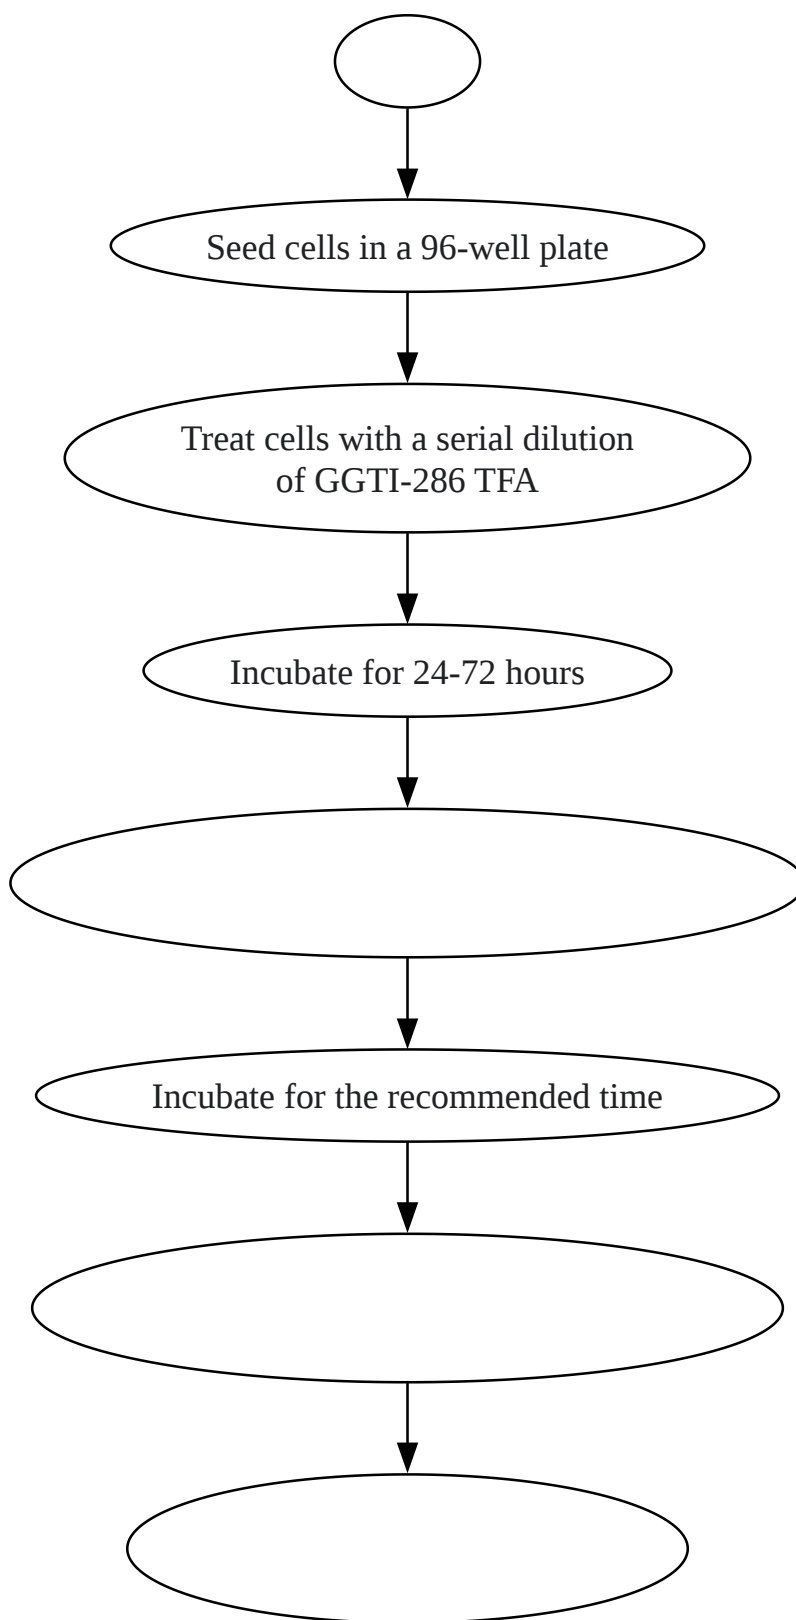 Seed cells in a 96-well plate
Treat cells with a serial dilution
of GGTI-286 TFA
Incubate for 24-72 hours
Incubate for the recommended time